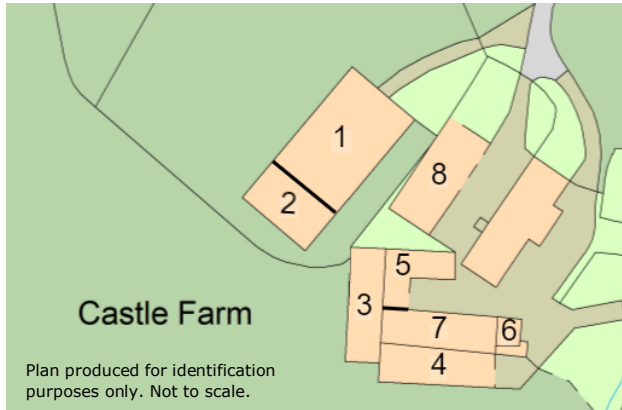 1
2
8
5
3
7
6
4
Castle Farm
Plan produced for identification
purposes only. Not to scale.